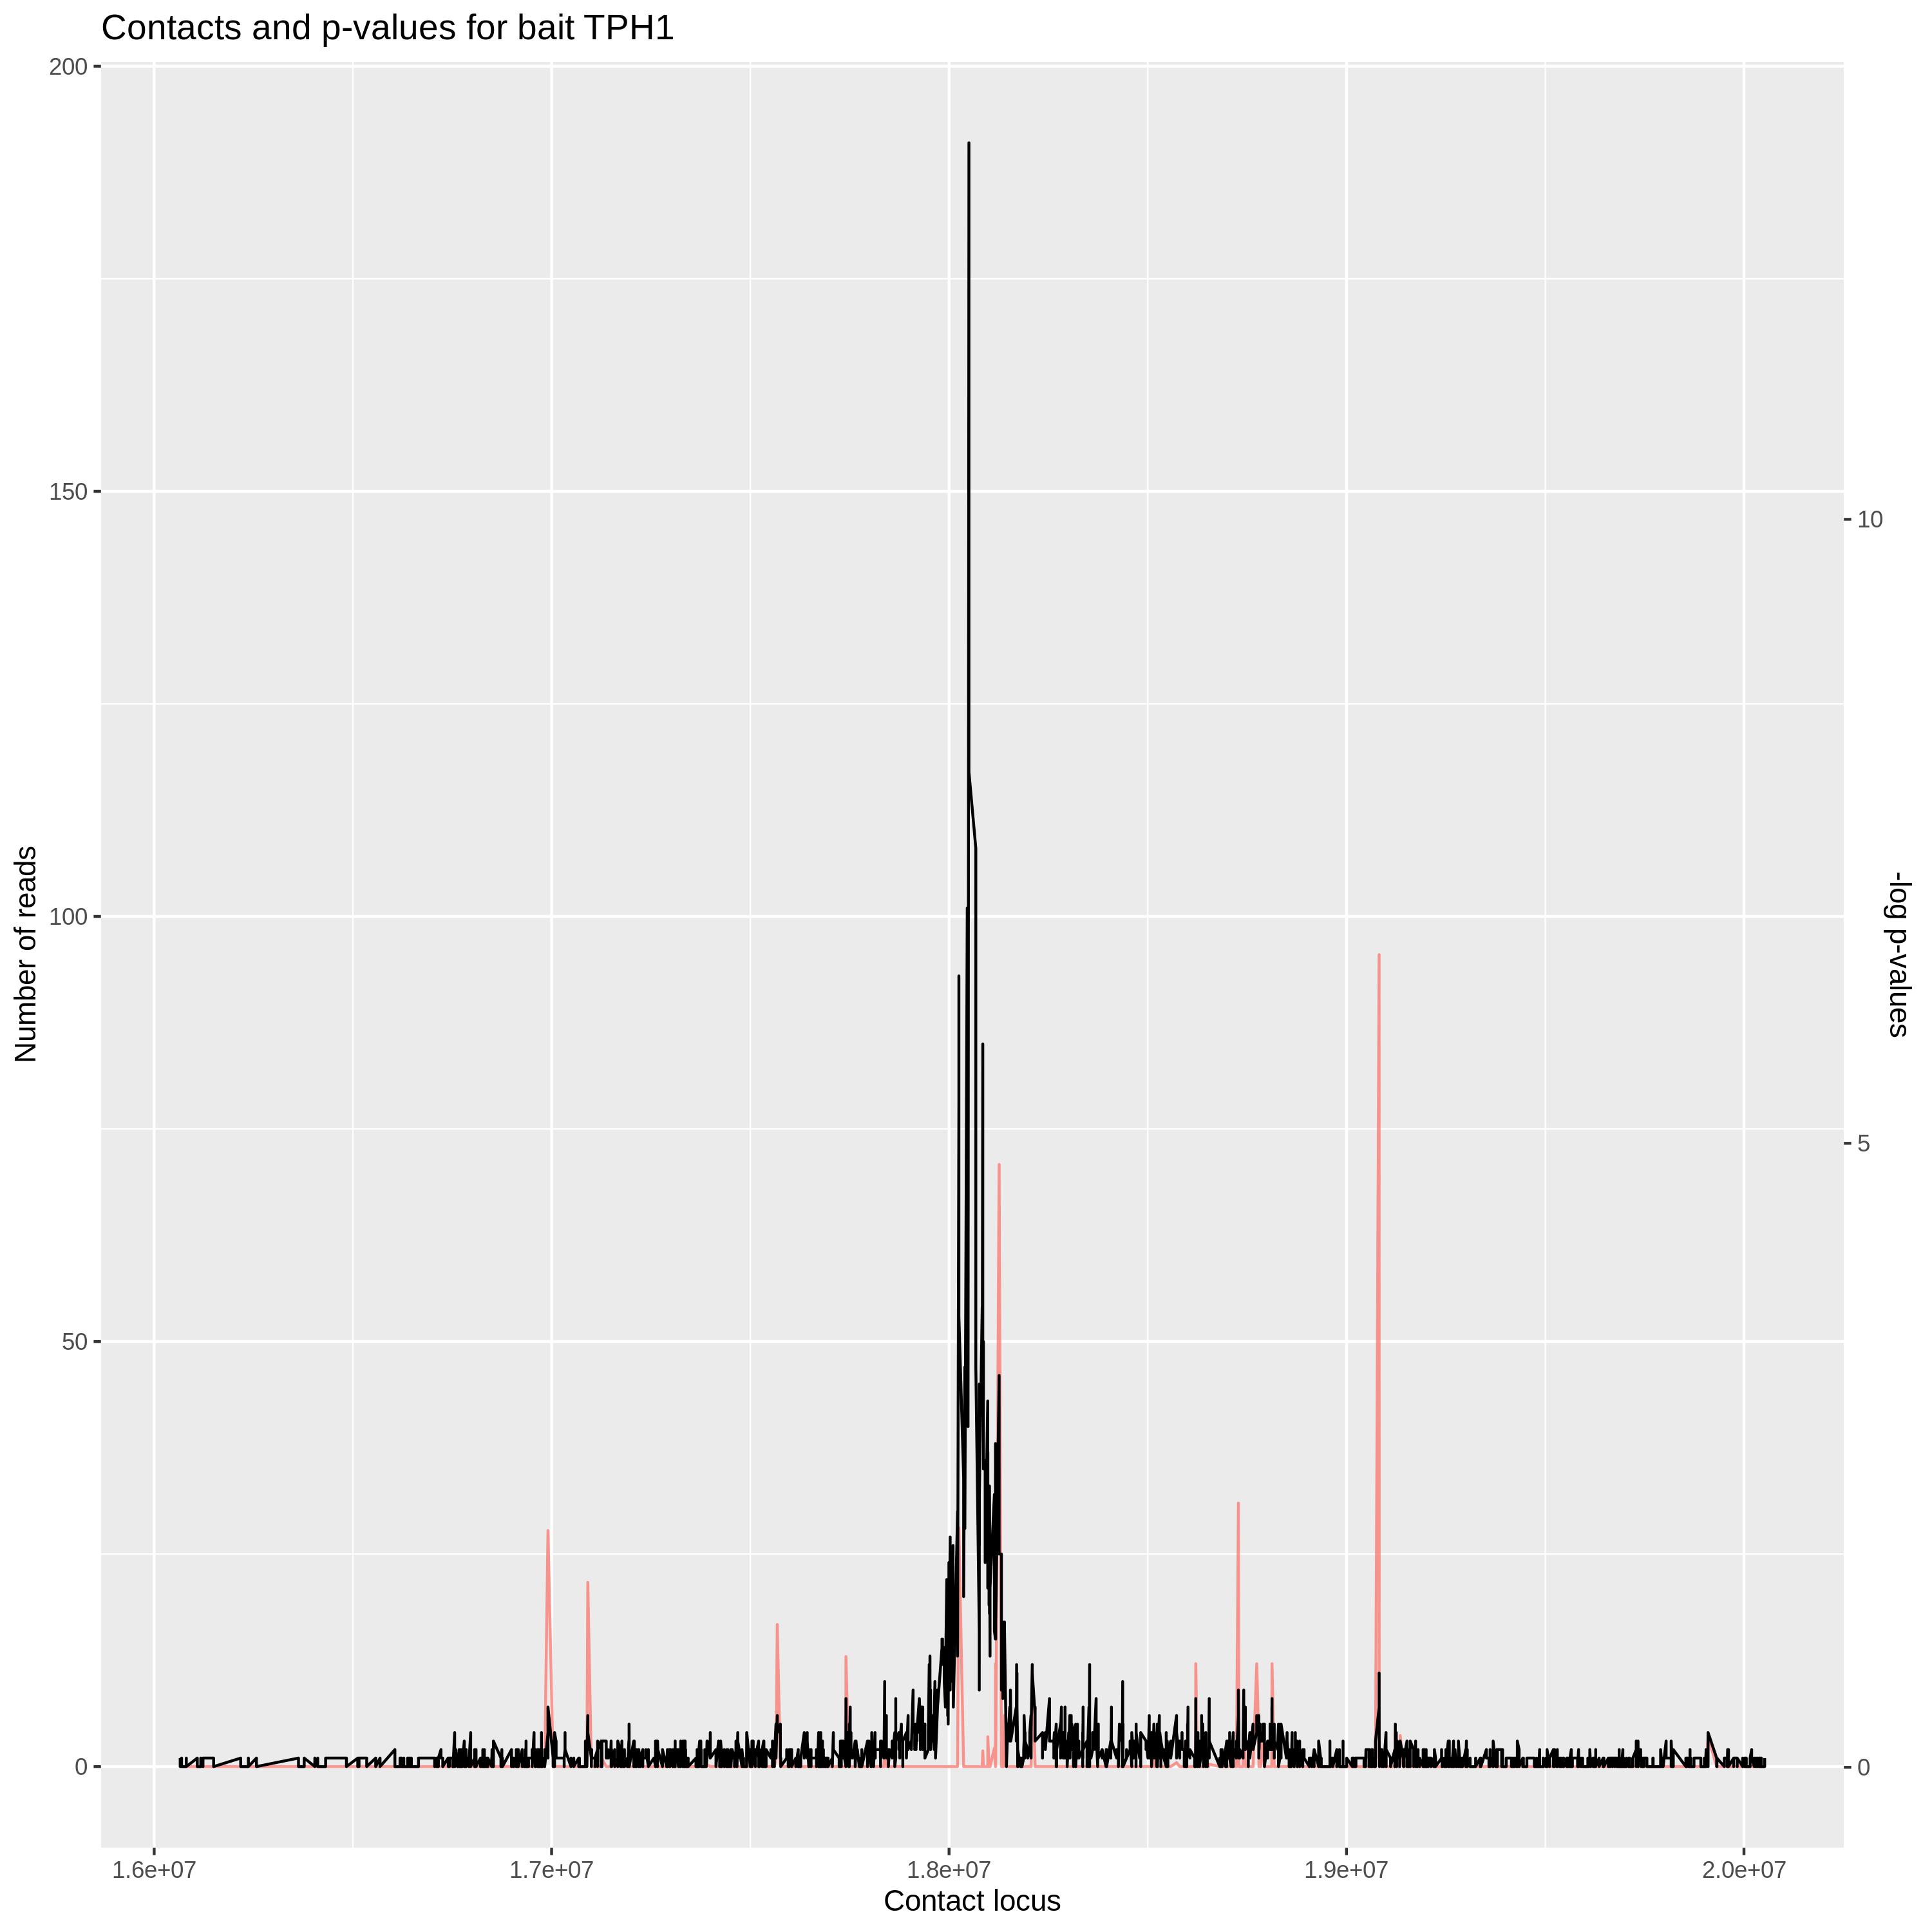 Contacts and p-values for bait TPH1
200
150
100
50
0
Number of reads
10
5
0
-log p-values
1.6e+07
1.7e+07
1.8e+07
1.9e+07
2.0e+07
Contact locus